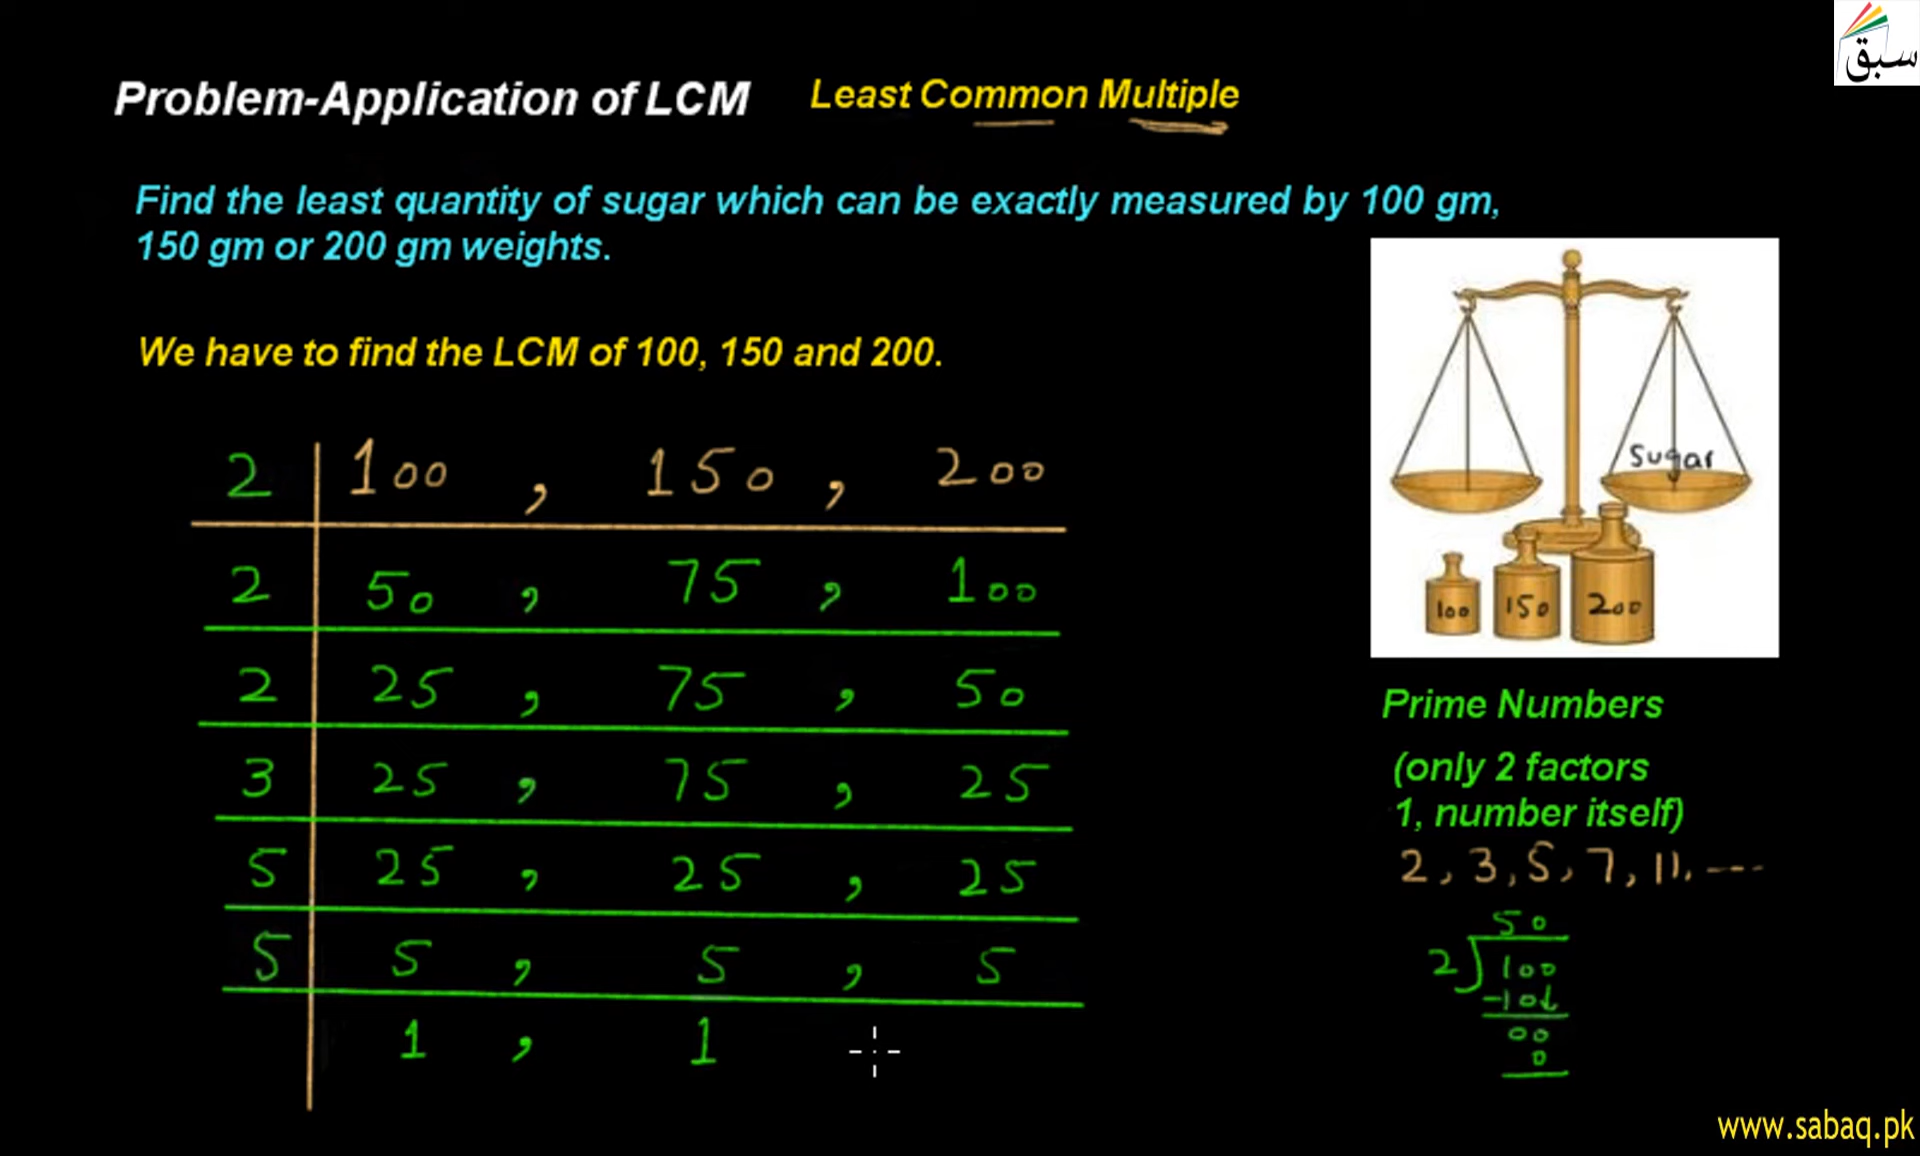 سبق
Problem-Application of LCM Least Common Multiple
Find the least quantity of sugar which can be exactly measured by 100 gm,
150 gm or 200 gm weights.
We have to find the LCM of 100, 150 and 200.
2 100 , 150 , 200
2 50 , 75 , 100
2 25 , 75 , 50
3 25 , 75 , 25
5 25 , 25 , 25
5 5 , 5 , 5
1 , 1
Sugar
100 150 200
Prime Numbers
(only 2 factors
1, number itself)
2, 3, 5, 7, 11, ---
50
2 100
-10↓
00
0
www.sabaq.pk